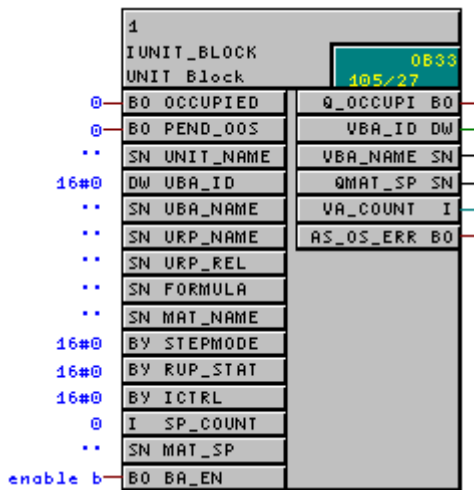 1
IUNIT_BLOCK
UNIT Block
OB33
105/27
0 BO OCCUPIED Q_OCCUPI BO
0 BO PEND_OOS VBA_ID DW
'' SN UNIT_NAME VBA_NAME SN
16#0 DW UBA_ID QMAT_SP SN
'' SN UBA_NAME VA_COUNT I
'' SN URP_NAME AS_OS_ERR BO
'' SN URP_REL
'' SN FORMULA
'' SN MAT_NAME
16#0 BY STEPMODE
16#0 BY RUP_STAT
16#0 BY ICTRL
0 I SP_COUNT
'' SN MAT_SP
enable b BO BA_EN